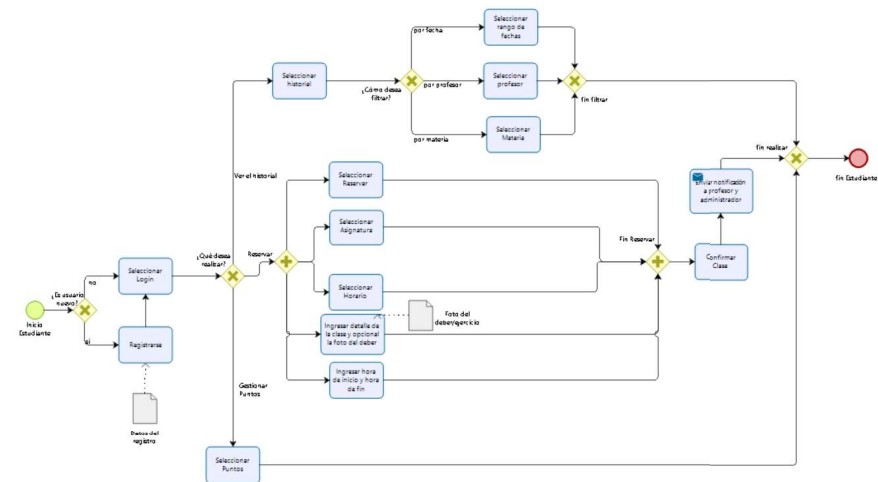 Seleccionar
rango de
fechas
por fecha
Seleccionar
historial
¿Cómo desea
filtrar?
por profesor
Seleccionar
profesor
fin filtrar
por materia
Seleccionar
Materia
Ver el historial
Seleccionar
Reservar
fin realizar
fin Estudiante
Enviar notificación
a profesor y
administrador
Seleccionar
Asignatura
¿Qué desea
realizar?
Reservar
Fin Reservar
Confirmar
Clase
Seleccionar
Login
no
¿Es usuario
nuevo?
Seleccionar
Horario
Inicia
Estudiante
si
Registrarse
Ingresar detalle de
la clase y opcional
la foto del deber
Foto del
deber/ejercicio
Ingresar hora
de inicio y hora
de fin
Gestionar
Puntos
Datos del
registro
Seleccionar
Puntos